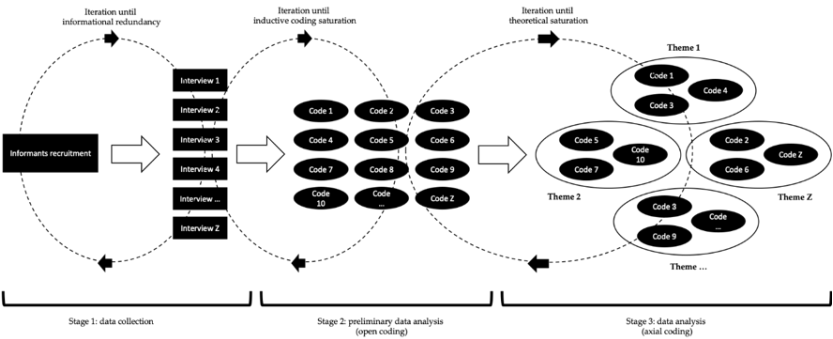 Iteration until
informational redundancy
Iteration until
inductive coding saturation
Iteration until
theoretical saturation
Informants recruitment
Interview 1
Interview 2
Interview 3
Interview 4
Interview ...
Interview Z
Code 1
Code 2
Code 3
Code 4
Code 5
Code 6
Code 7
Code 8
Code 9
Code
10
Code
...
Code Z
Theme 1
Code 1
Code 4
Code 3
Code 5
Code
10
Code 7
Theme 2
Code 2
Code Z
Code 6
Theme Z
Code 3
Code
...
Code 9
Theme ...
Stage 1: data collection
Stage 2: preliminary data analysis
(open coding)
Stage 3: data analysis
(axial coding)